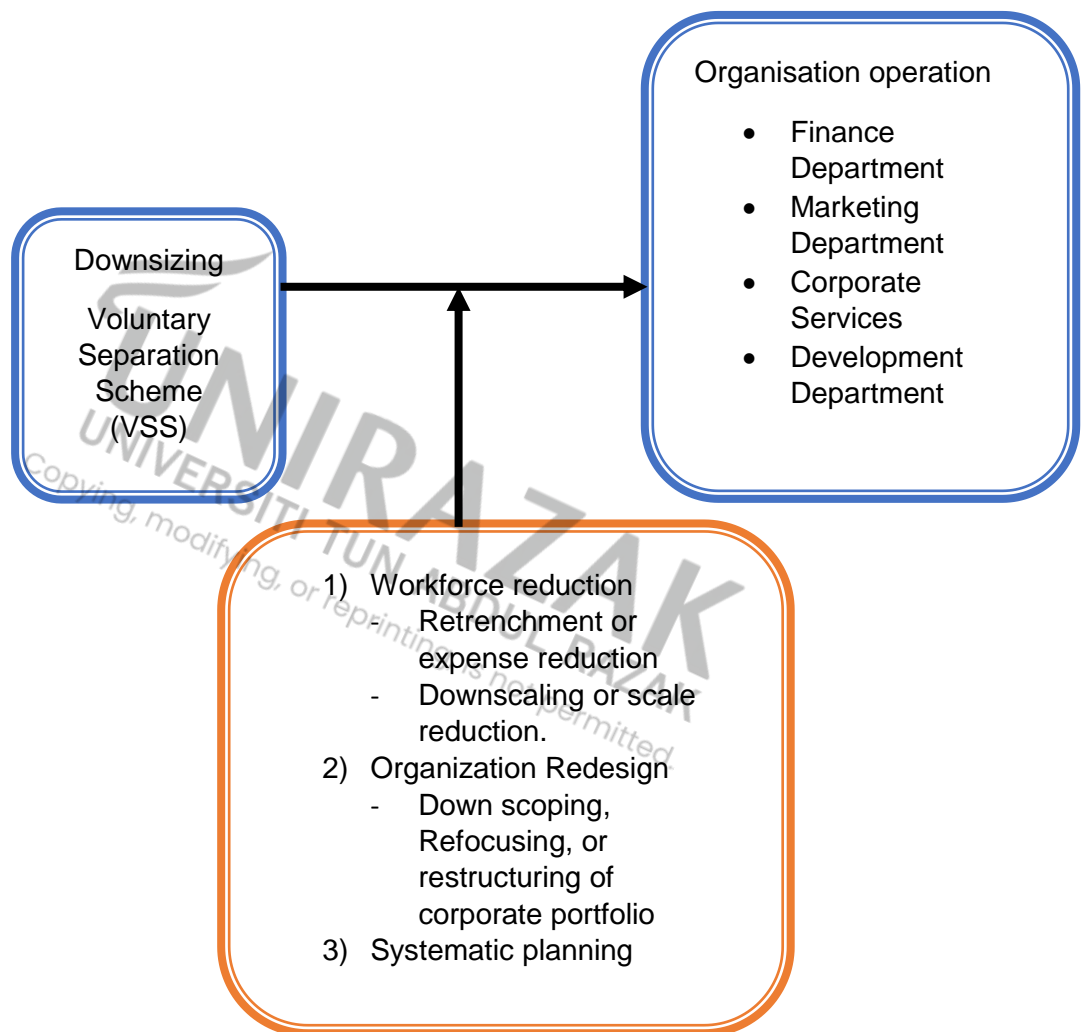 Organisation operation
• Finance
Department
• Marketing
Department
• Corporate
Services
• Development
Department
Downsizing
Voluntary
Separation
Scheme
(VSS)
UNIRAZAK
UNIVERSITI TUN ABDUL RAZAK
Copying, modifying, or reprinting is not permitted
1) Workforce reduction
- Retrenchment or
expense reduction
- Downscaling or scale
reduction.
2) Organization Redesign
- Down scoping,
Refocusing, or
restructuring of
corporate portfolio
3) Systematic planning